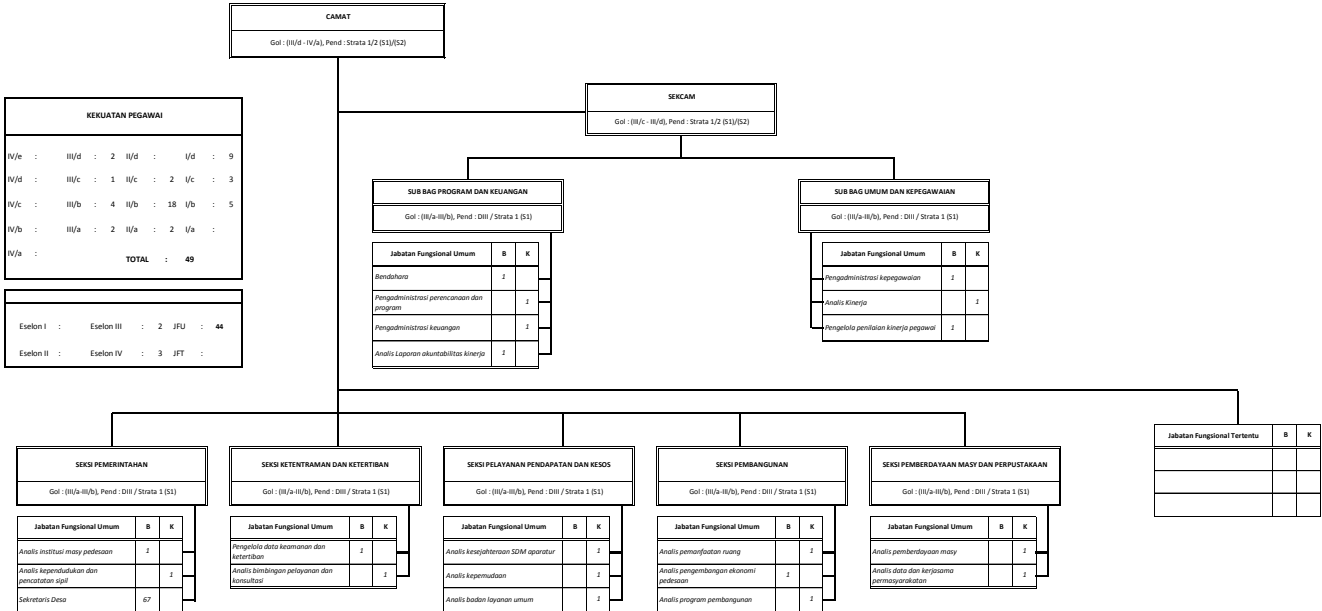 CAMAT
Gol : (III/d - IV/a), Pend : Strata 1/2 (S1)/(S2)
SEKCAM
Gol : (III/c - III/d), Pend : Strata 1/2 (S1)/(S2)
KEKUATAN PEGAWAI
IV/e : III/d : 2 II/d : I/d : 9
IV/d : III/c : 1 II/c : 2 I/c : 3
IV/c : III/b : 4 II/b : 18 I/b : 5
IV/b : III/a : 2 II/a : 2 I/a :
IV/a : TOTAL : 49
Eselon I : Eselon III : 2 JFU : 44
Eselon II : Eselon IV : 3 JFT :
SUB BAG PROGRAM DAN KEUANGAN
Gol : (III/a-III/b), Pend : DIII / Strata 1 (S1)
Jabatan Fungsional Umum B K
Bendahara 1
Pengadministrasi perencanaan dan
program 1
Pengadministrasi keuangan 1
Analis Laporan akuntabilitas kinerja 1
SUB BAG UMUM DAN KEPEGAWAIAN
Gol : (III/a-III/b), Pend : DIII / Strata 1 (S1)
Jabatan Fungsional Umum B K
Pengadministrasi kepegawaian 1
Analis Kinerja 1
Pengelola penilaian kinerja pegawai 1
SEKSI PEMERINTAHAN
Gol : (III/a-III/b), Pend : DIII / Strata 1 (S1)
Jabatan Fungsional Umum B K
Analis institusi masy pedesaan 1
Analis kependudukan dan
pencatatan sipil 1
Sekretaris Desa 67
SEKSI KETENTRAMAN DAN KETERTIBAN
Gol : (III/a-III/b), Pend : DIII / Strata 1 (S1)
Jabatan Fungsional Umum B K
Pengelola data keamanan dan
ketertiban 1
Analis bimbingan pelayanan dan
konsultasi 1
SEKSI PELAYANAN PENDAPATAN DAN KESOS
Gol : (III/a-III/b), Pend : DIII / Strata 1 (S1)
Jabatan Fungsional Umum B K
Analis kesejahteraan SDM aparatur 1
Analis kepemudaan 1
Analis badan layanan umum 1
SEKSI PEMBANGUNAN
Gol : (III/a-III/b), Pend : DIII / Strata 1 (S1)
Jabatan Fungsional Umum B K
Analis pemanfaatan ruang 1
Analis pengembangan ekonomi
pedesaan 1
Analis program pembangunan 1
SEKSI PEMBERDAYAAN MASY DAN PERPUSTAKAAN
Gol : (III/a-III/b), Pend : DIII / Strata 1 (S1)
Jabatan Fungsional Umum B K
Analis pemberdayaan masy 1
Analis data dan kerjasama
permasyarakatan 1
Jabatan Fungsional Tertentu B K